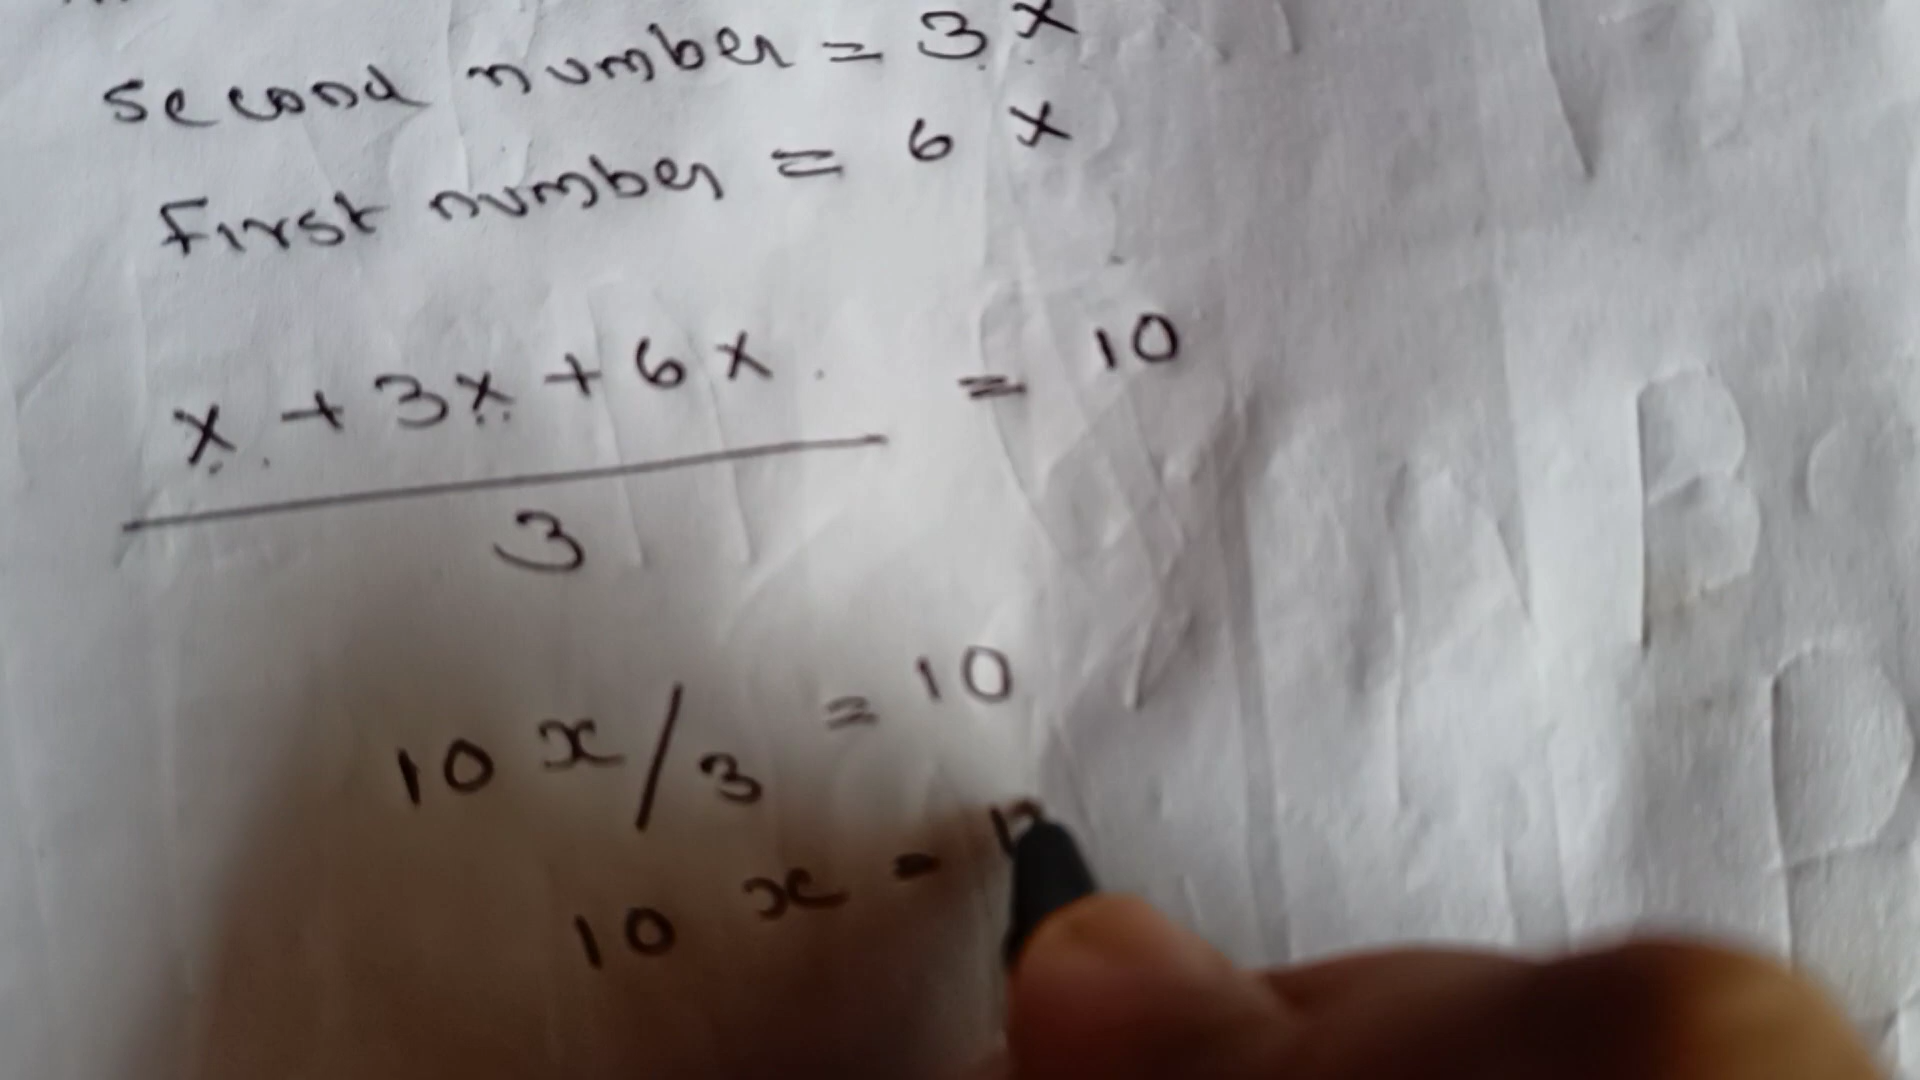 Second number = 3x
First number = 6x
x + 3x + 6x = 10
3
10x/3 = 10
10x =